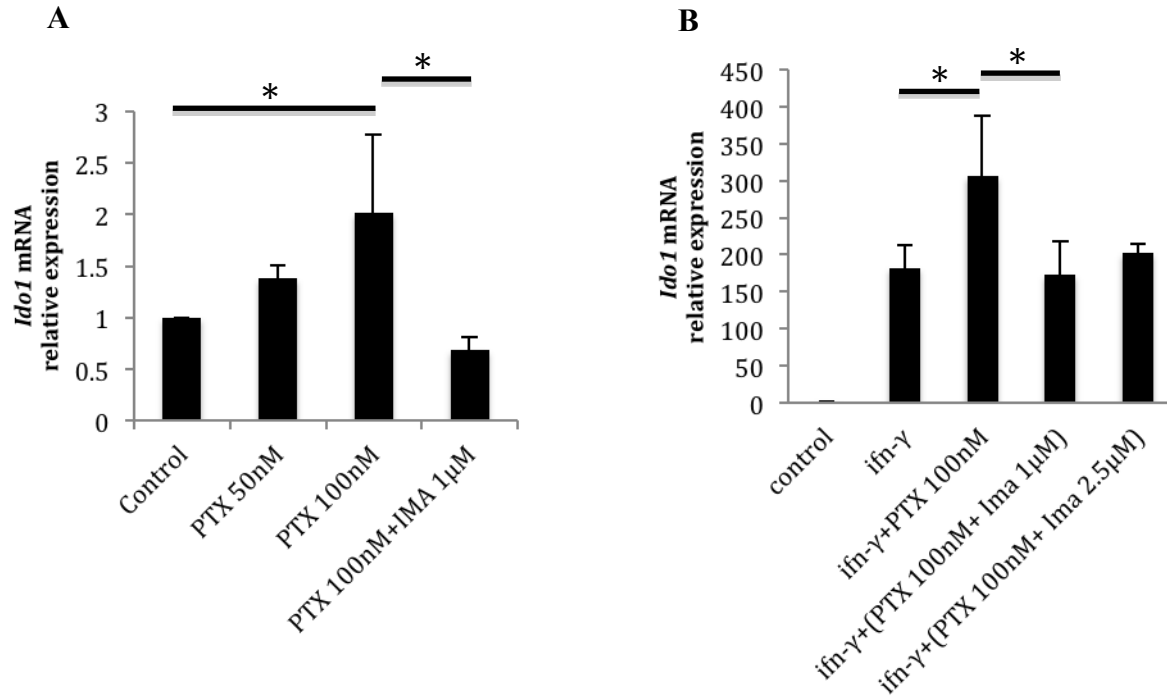 A
*
*
3
2.5
2
1.5
1
0.5
0
Ido1 mRNA
relative expression
Control
PTX 50nM
PTX 100nM
PTX 100nM+IMA 1µM
B
*
*
450
400
350
300
250
200
150
100
50
0
Ido1 mRNA
relative expression
control
ifn-γ
ifn-γ+PTX 100nM
ifn-γ+(PTX 100nM+ Ima 1µM)
ifn-γ+(PTX 100nM+ Ima 2.5µM)